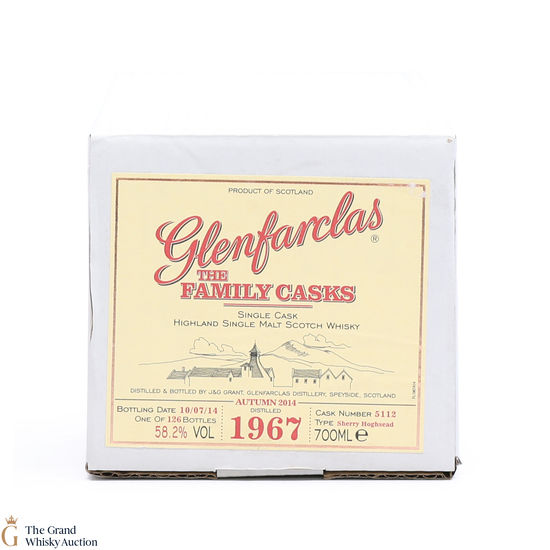 PRODUCT OF SCOTLAND
Glenfarclas ®
THE
FAMILY CASKS
SINGLE CASK
HIGHLAND SINGLE MALT SCOTCH WHISKY
DISTILLED & BOTTLED BY J&G GRANT, GLENFARCLAS DISTILLERY, SPEYSIDE, SCOTLAND
BOTTLING DATE 10/07/14
ONE OF 126 BOTTLES
58.2% VOL
AUTUMN 2014
DISTILLED
1967
CASK NUMBER 5112
TYPE Sherry Hoghsead
700ML e
G
The Grand
Whisky Auction